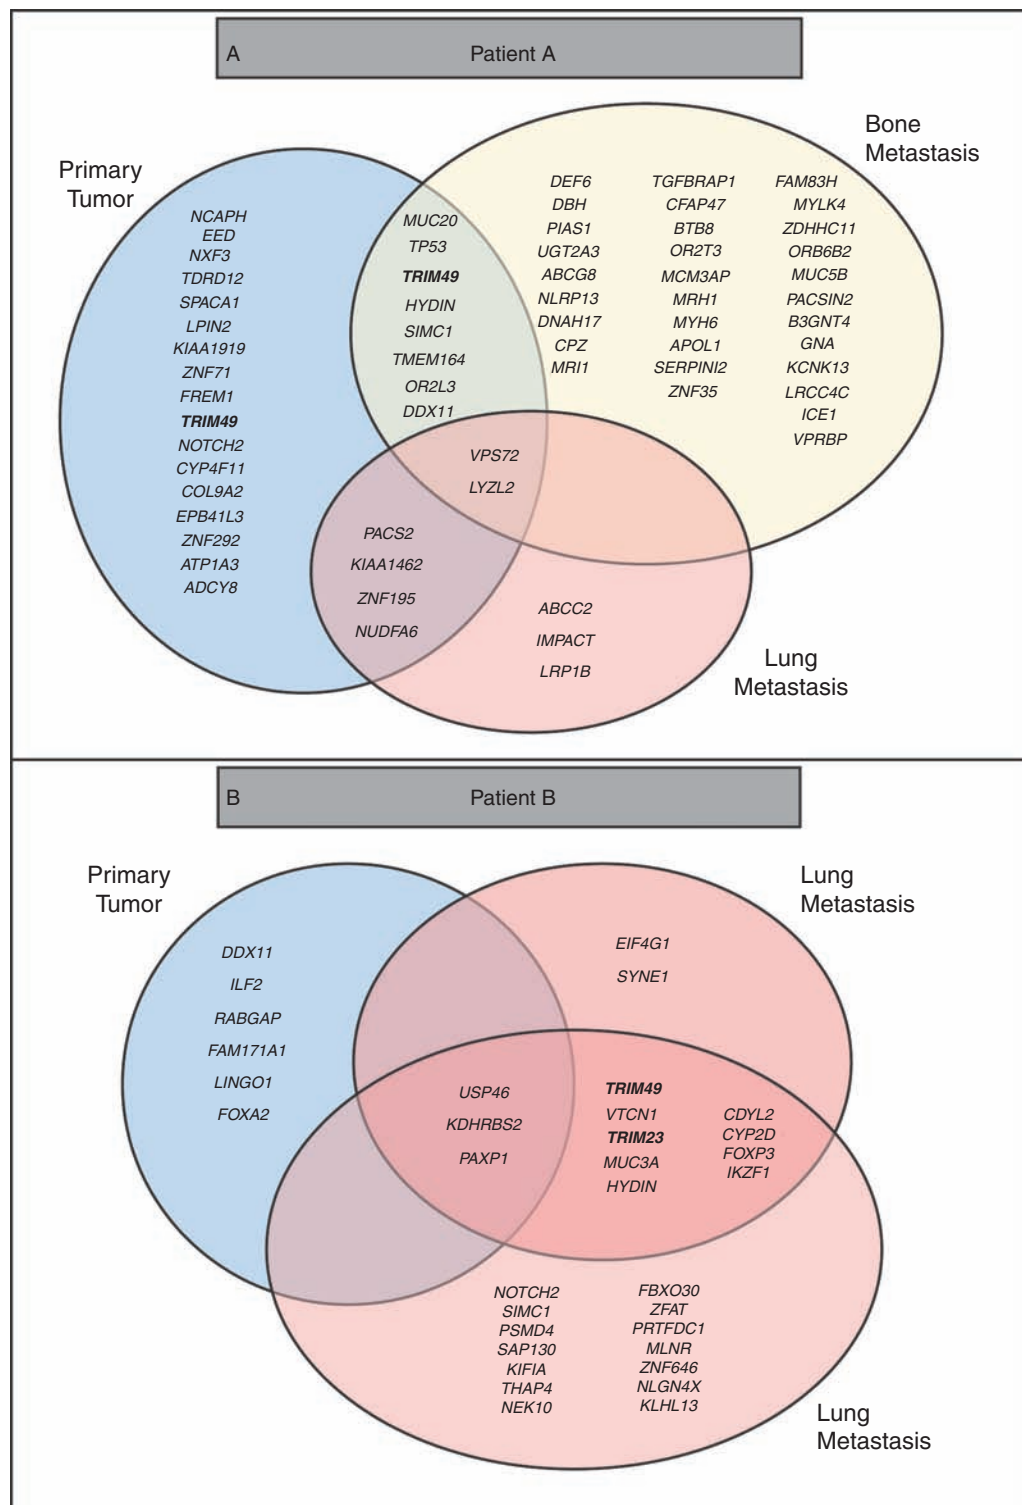 A
Patient A
Primary
Tumor
Bone
Metastasis
NCAPH
EED
NXF3
TDRD12
SPACA1
LPIN2
KIAA1919
ZNF71
FREM1
TRIM49
NOTCH2
CYP4F11
COL9A2
EPB41L3
ZNF292
ATP1A3
ADCY8
MUC20
TP53
TRIM49
HYDIN
SIMC1
TMEM164
OR2L3
DDX11
DEF6
DBH
PIAS1
UGT2A3
ABCG8
NLRP13
DNAH17
CPZ
MRI1
TGFBRAP1
CFAP47
BTB8
OR2T3
MCM3AP
MRH1
MYH6
APOL1
SERPINI2
ZNF35
FAM83H
MYLK4
ZDHHC11
ORB6B2
MUC5B
PACSIN2
B3GNT4
GNA
KCNK13
LRCC4C
ICE1
VPRBP
VPS72
LYZL2
PACS2
KIAA1462
ZNF195
NUDFA6
ABCC2
IMPACT
LRP1B
Lung
Metastasis
B
Patient B
Primary
Tumor
Lung
Metastasis
DDX11
ILF2
RABGAP
FAM171A1
LINGO1
FOXA2
EIF4G1
SYNE1
USP46
KDHRBS2
PAXP1
TRIM49
VTCN1
TRIM23
MUC3A
HYDIN
CDYL2
CYP2D
FOXP3
IKZF1
NOTCH2
SIMC1
PSMD4
SAP130
KIFIA
THAP4
NEK10
FBXO30
ZFAT
PRTFDC1
MLNR
ZNF646
NLGN4X
KLHL13
Lung
Metastasis